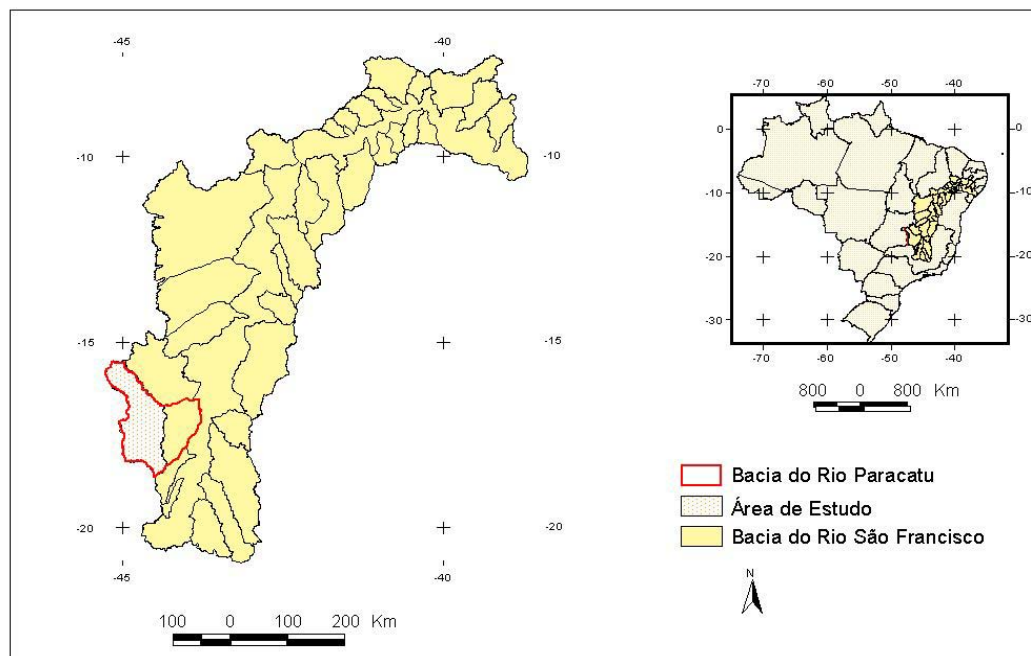 -45 -40
-10 -10
-15 -15
-20 -20
-45 -40
100 0 100 200 Km
-70 -60 -50 -40
0 0
-10 -10
-20 -20
-30 -30
-70 -60 -50 -40
800 0 800 Km
Bacia do Rio Paracatu
Área de Estudo
Bacia do Rio São Francisco
N